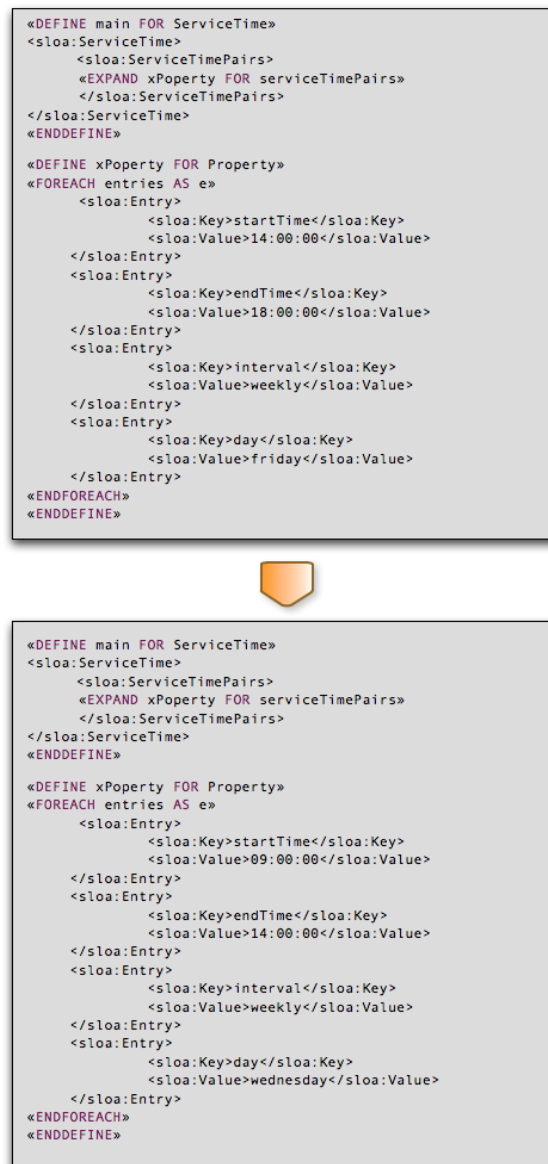 «DEFINE main FOR ServiceTime»
<sloa:ServiceTime>
<sloa:ServiceTimePairs>
«EXPAND xPoperty FOR serviceTimePairs»
</sloa:ServiceTimePairs>
</sloa:ServiceTime>
«ENDDEFINE»
«DEFINE xPoperty FOR Property»
«FOREACH entries AS e»
<sloa:Entry>
<sloa:Key>startTime</sloa:Key>
<sloa:Value>14:00:00</sloa:Value>
</sloa:Entry>
<sloa:Entry>
<sloa:Key>endTime</sloa:Key>
<sloa:Value>18:00:00</sloa:Value>
</sloa:Entry>
<sloa:Entry>
<sloa:Key>interval</sloa:Key>
<sloa:Value>weekly</sloa:Value>
</sloa:Entry>
<sloa:Entry>
<sloa:Key>day</sloa:Key>
<sloa:Value>friday</sloa:Value>
</sloa:Entry>
«ENDFOREACH»
«ENDDEFINE»
«DEFINE main FOR ServiceTime»
<sloa:ServiceTime>
<sloa:ServiceTimePairs>
«EXPAND xPoperty FOR serviceTimePairs»
</sloa:ServiceTimePairs>
</sloa:ServiceTime>
«ENDDEFINE»
«DEFINE xPoperty FOR Property»
«FOREACH entries AS e»
<sloa:Entry>
<sloa:Key>startTime</sloa:Key>
<sloa:Value>09:00:00</sloa:Value>
</sloa:Entry>
<sloa:Entry>
<sloa:Key>endTime</sloa:Key>
<sloa:Value>14:00:00</sloa:Value>
</sloa:Entry>
<sloa:Entry>
<sloa:Key>interval</sloa:Key>
<sloa:Value>weekly</sloa:Value>
</sloa:Entry>
<sloa:Entry>
<sloa:Key>day</sloa:Key>
<sloa:Value>wednesday</sloa:Value>
</sloa:Entry>
«ENDFOREACH»
«ENDDEFINE»